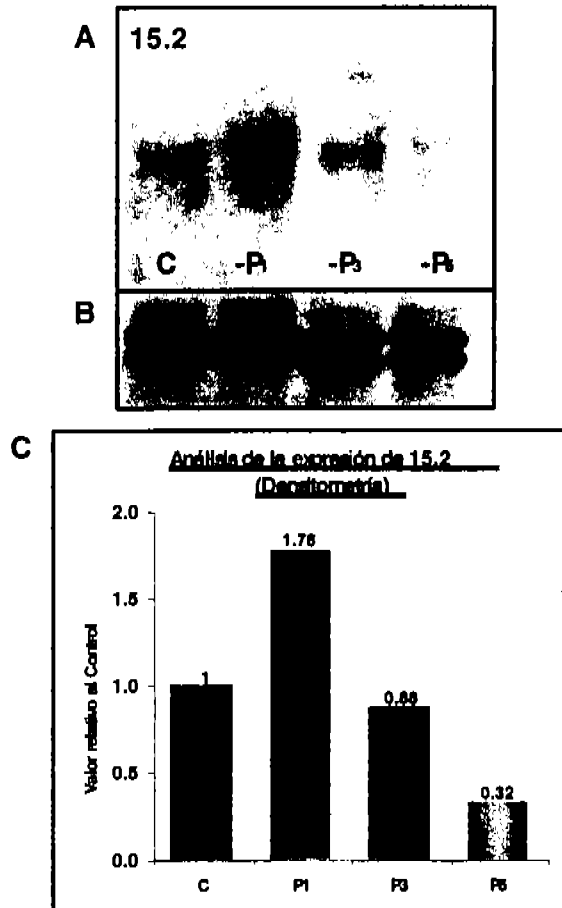 A
15.2
C -P1 -P3 -P5
B
C
Análisis de la expresión de 15.2
(Densitometría)
Valor relativo al Control
2.0
1.5
1.0
0.5
0.0
1
1.78
0.88
0.32
C P1 P3 P5